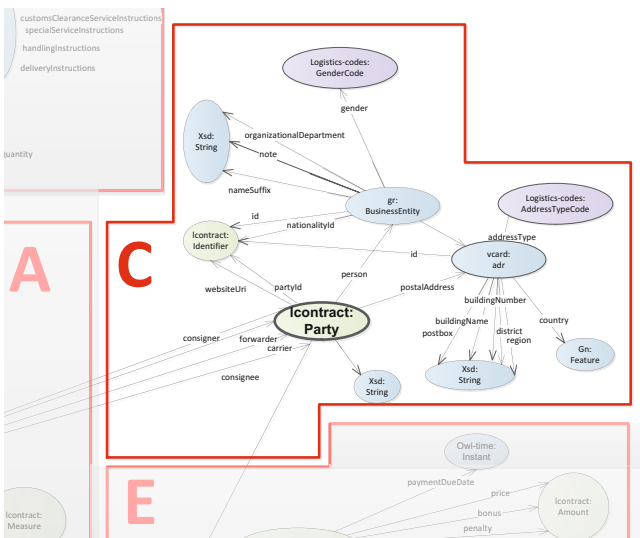 customsClearanceServiceInstructions
specialServiceInstructions
handlingInstructions
deliveryInstructions
Logistics-codes:
GenderCode
gender
Xsd:
String
organizationalDepartment
note
nameSuffix
gr:
BusinessEntity
Logistics-codes:
AddressTypeCode
addressType
id
nationalityId
lcontract:
Identifier
id
vcard:
adr
A
C
websiteUri
partyId
person
postalAddress
lcontract:
Party
buildingNumber
buildingName
postbox
district
region
country
consigner
forwarder
carrier
consignee
Xsd:
String
Xsd:
String
Gn:
Feature
Owl-time:
Instant
E
paymentDueDate
price
bonus
penalty
lcontract:
Amount
lcontract:
Measure